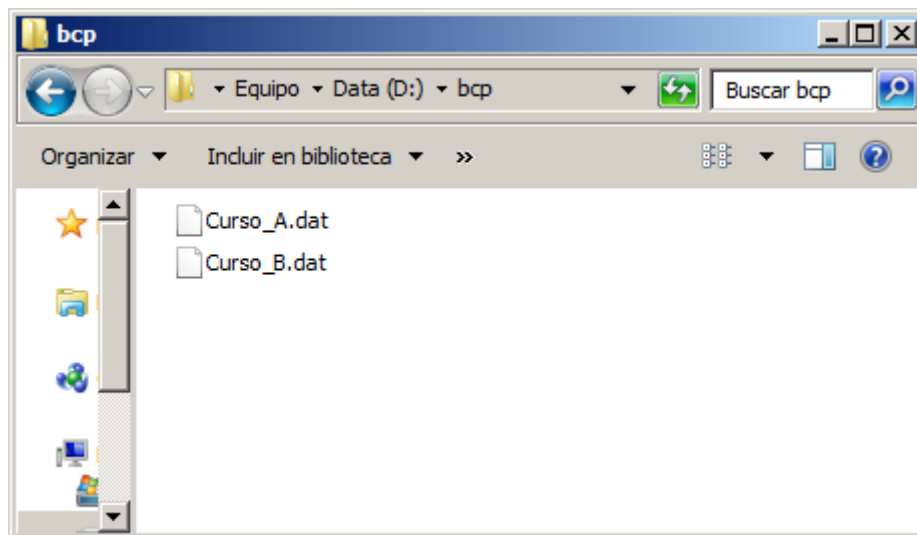 bcp
Equipo Data (D:) bcp Buscar bcp
Organizar Incluir en biblioteca »
Curso_A.dat
Curso_B.dat